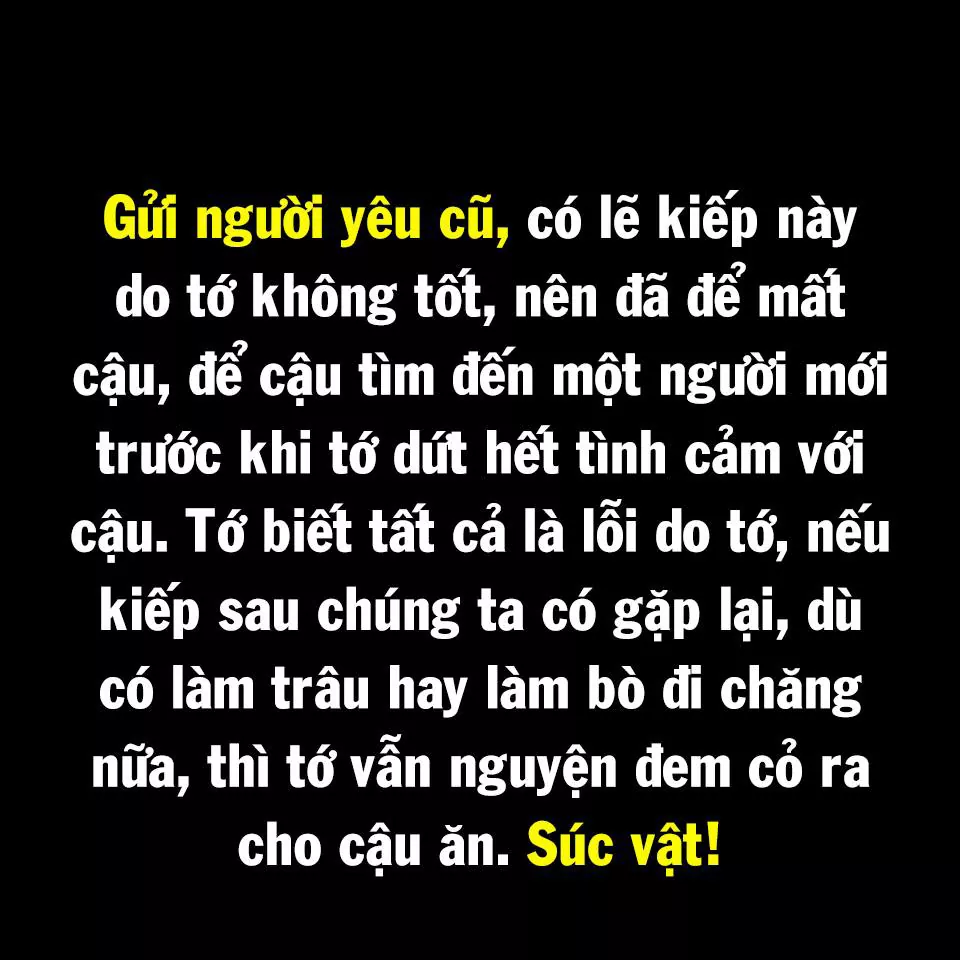 Gửi người yêu cũ, có lẽ kiếp này
do tớ không tốt, nên đã để mất
cậu, để cậu tìm đến một người mới
trước khi tớ dứt hết tình cảm với
cậu. Tớ biết tất cả là lỗi do tớ, nếu
kiếp sau chúng ta có gặp lại, dù
có làm trâu hay làm bò đi chăng
nữa, thì tớ vẫn nguyện đem cỏ ra
cho cậu ăn. Súc vật!